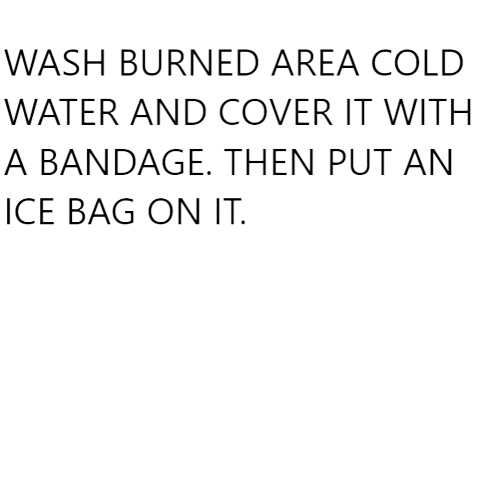 WASH BURNED AREA COLD
WATER AND COVER IT WITH
A BANDAGE. THEN PUT AN
ICE BAG ON IT.